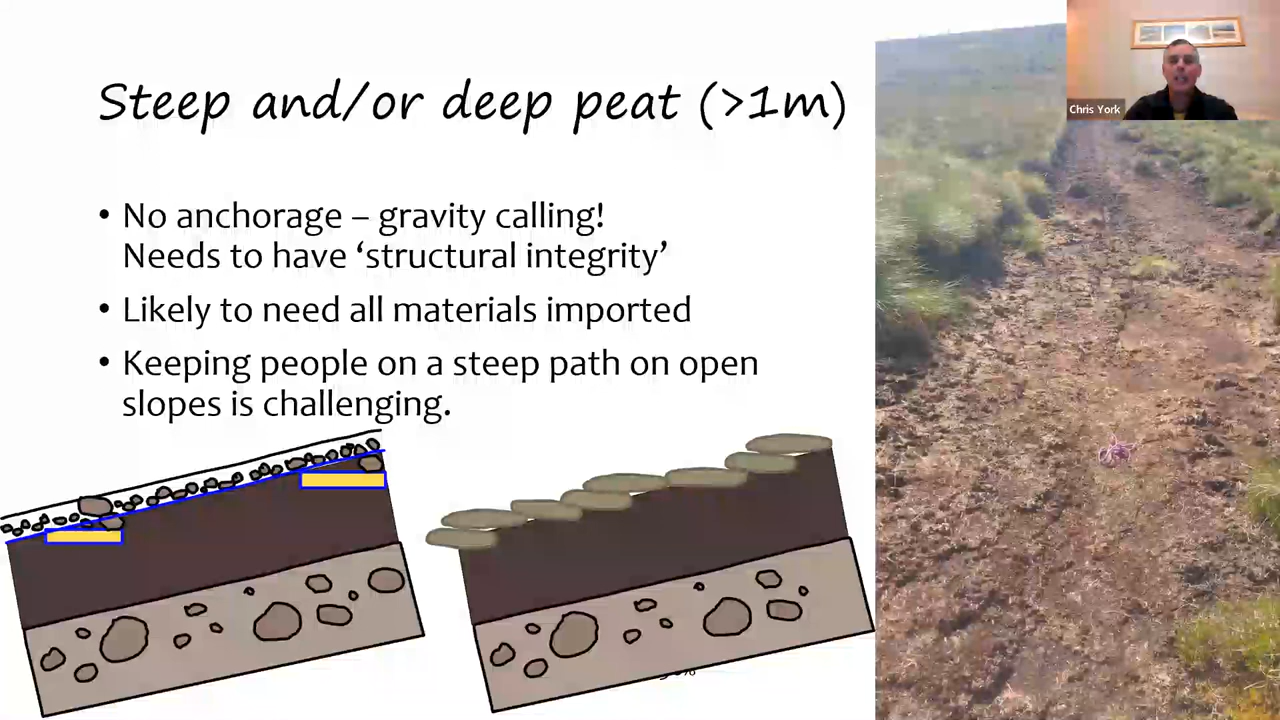 Steep and/or deep peat (>1m)
Chris York
• No anchorage – gravity calling!
Needs to have ‘structural integrity’
• Likely to need all materials imported
• Keeping people on a steep path on open
slopes is challenging.